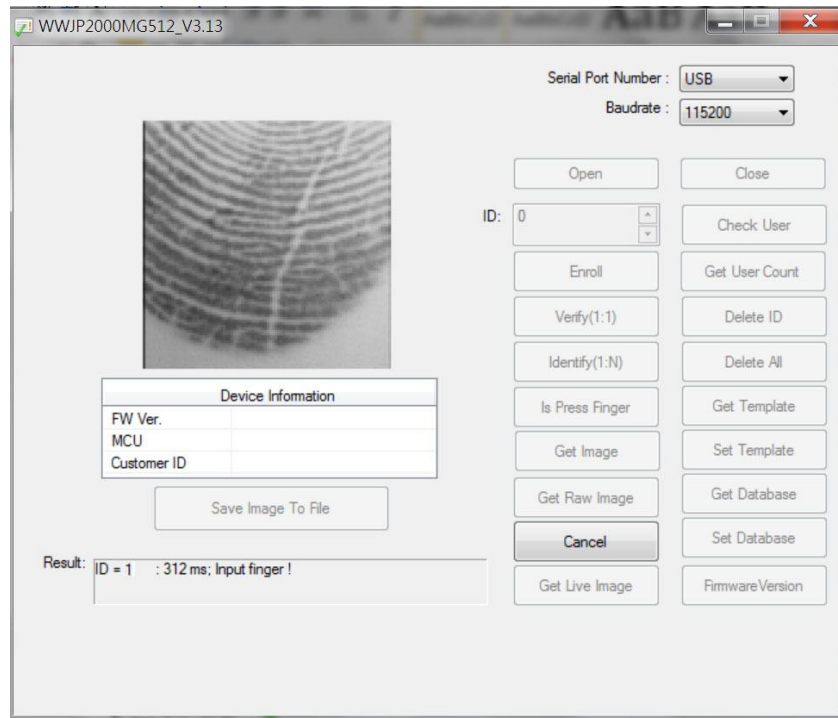 WWJP2000MG512_V3.13
Serial Port Number : USB
Baudrate : 115200
Open Close
ID: 0 Check User
Enroll Get User Count
Verify(1:1) Delete ID
Identify(1:N) Delete All
Device Information
Is Press Finger Get Template
FW Ver.
MCU
Get Image Set Template
Customer ID
Save Image To File
Get Raw Image Get Database
Cancel Set Database
Result: ID = 1 : 312 ms; Input finger !
Get Live Image FirmwareVersion